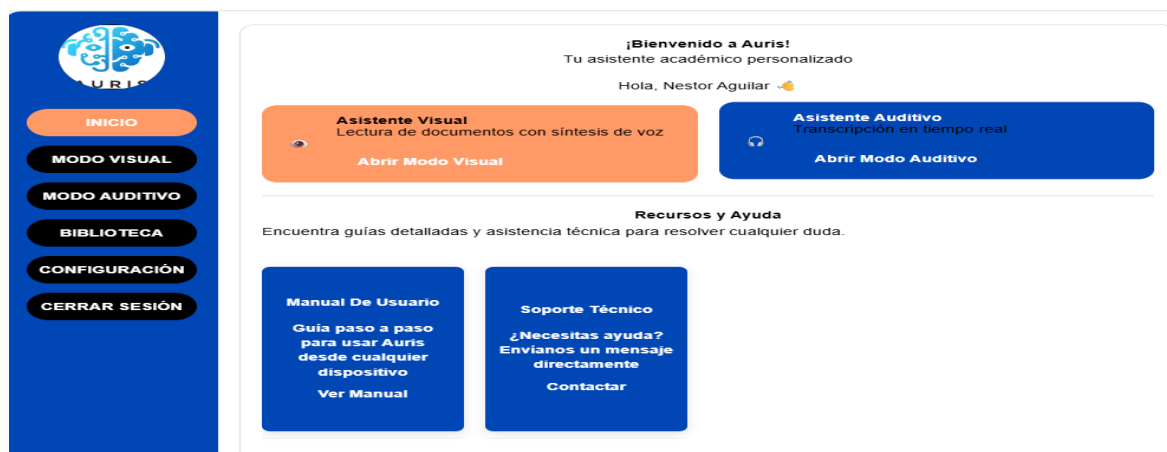 AURIS
INICIO
MODO VISUAL
MODO AUDITIVO
BIBLIOTECA
CONFIGURACIÓN
CERRAR SESIÓN
¡Bienvenido a Auris!
Tu asistente académico personalizado
Hola, Nestor Aguilar 👋
Asistente Visual
Lectura de documentos con síntesis de voz
Abrir Modo Visual
Asistente Auditivo
Transcripción en tiempo real
Abrir Modo Auditivo
Recursos y Ayuda
Encuentra guías detalladas y asistencia técnica para resolver cualquier duda.
Manual De Usuario
Guía paso a paso
para usar Auris
desde cualquier
dispositivo
Ver Manual
Soporte Técnico
¿Necesitas ayuda?
Envíanos un mensaje
directamente
Contactar